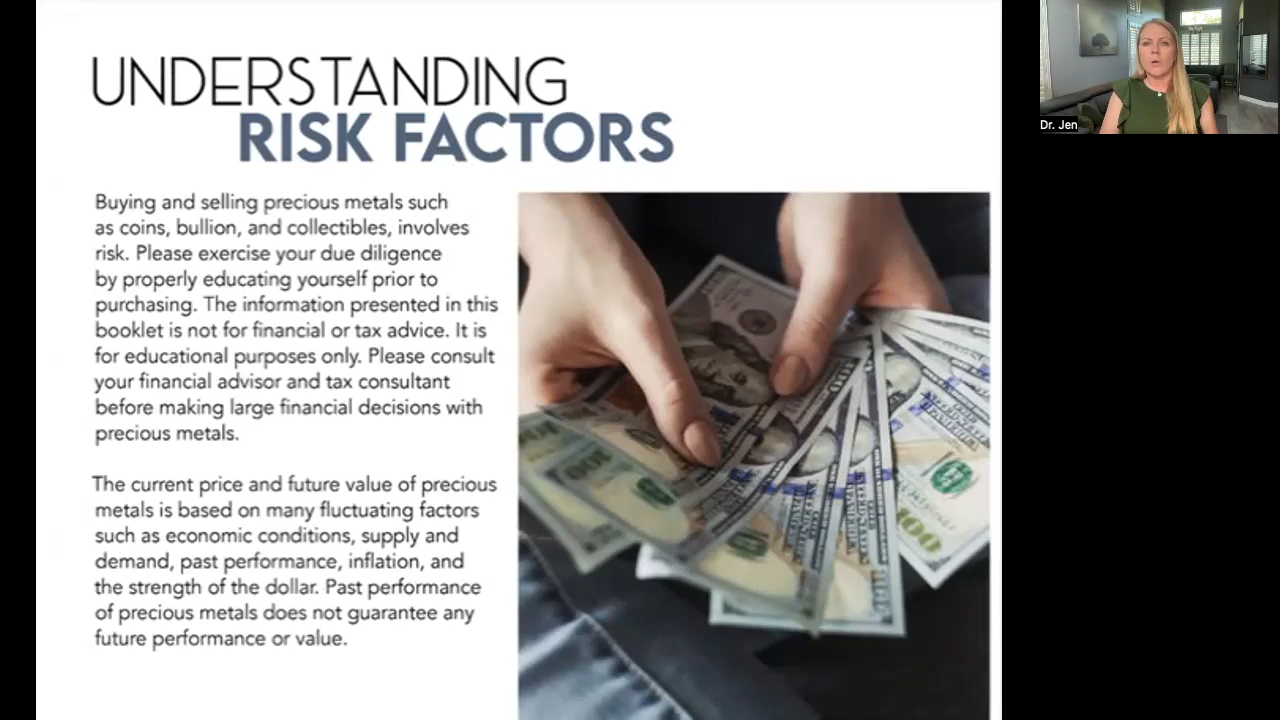 UNDERSTANDING
RISK FACTORS
Buying and selling precious metals such
as coins, bullion, and collectibles, involves
risk. Please exercise your due diligence
by properly educating yourself prior to
purchasing. The information presented in this
booklet is not for financial or tax advice. It is
for educational purposes only. Please consult
your financial advisor and tax consultant
before making large financial decisions with
precious metals.
The current price and future value of precious
metals is based on many fluctuating factors
such as economic conditions, supply and
demand, past performance, inflation, and
the strength of the dollar. Past performance
of precious metals does not guarantee any
future performance or value.
100
Dr. Jen